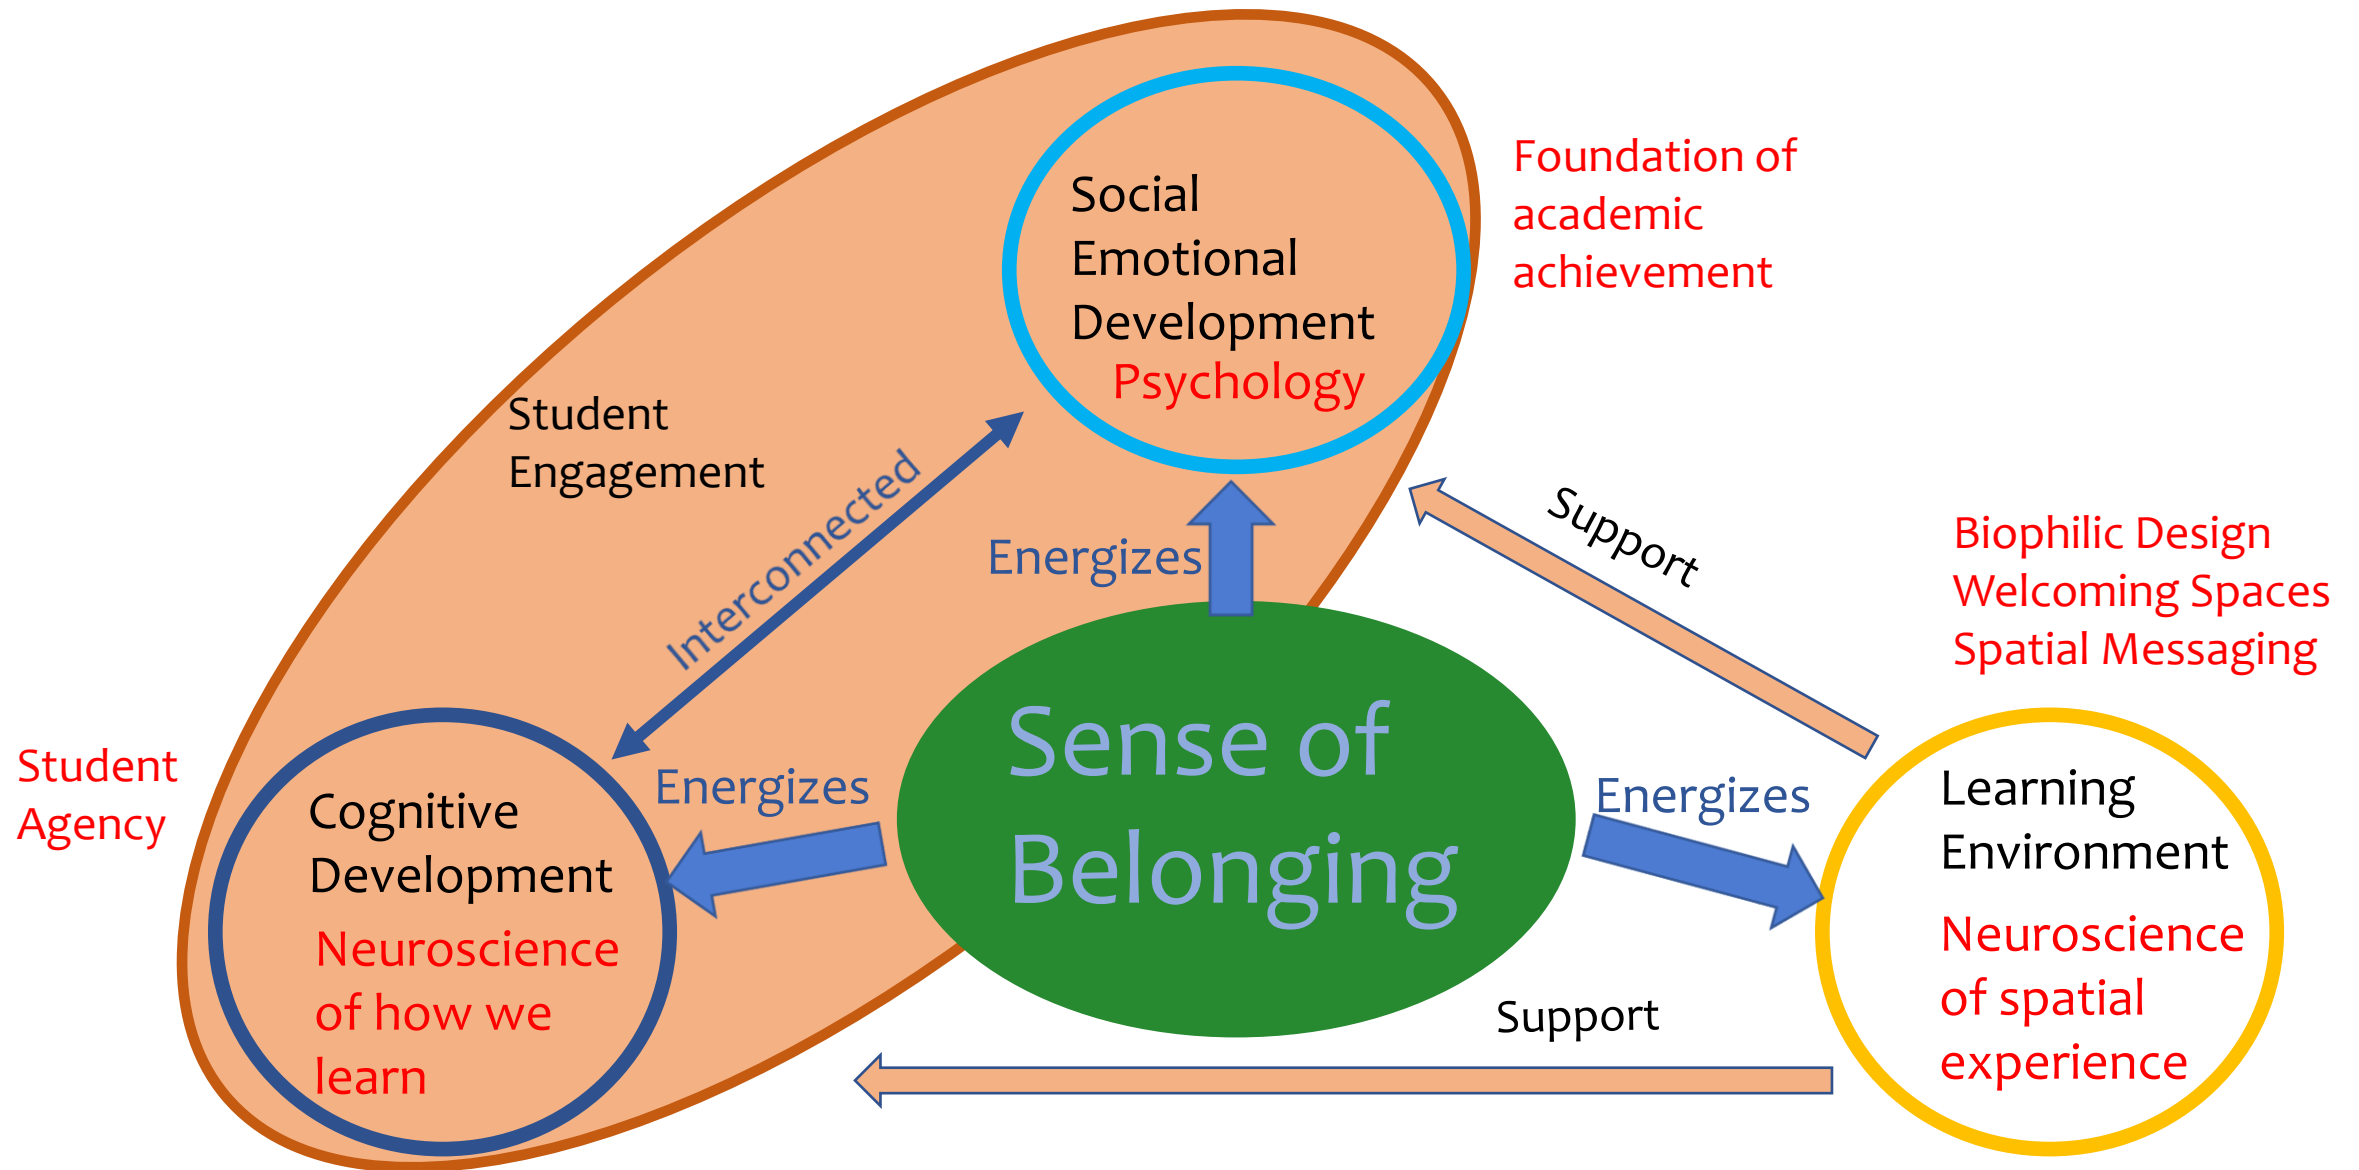 Social
Emotional
Development
Psychology
Foundation of
academic
achievement
Student
Engagement
Interconnected
Energizes
Support
Biophilic Design
Welcoming Spaces
Spatial Messaging
Student
Agency
Cognitive
Development
Neuroscience
of how we
learn
Energizes
Sense of
Belonging
Energizes
Learning
Environment
Neuroscience
of spatial
experience
Support